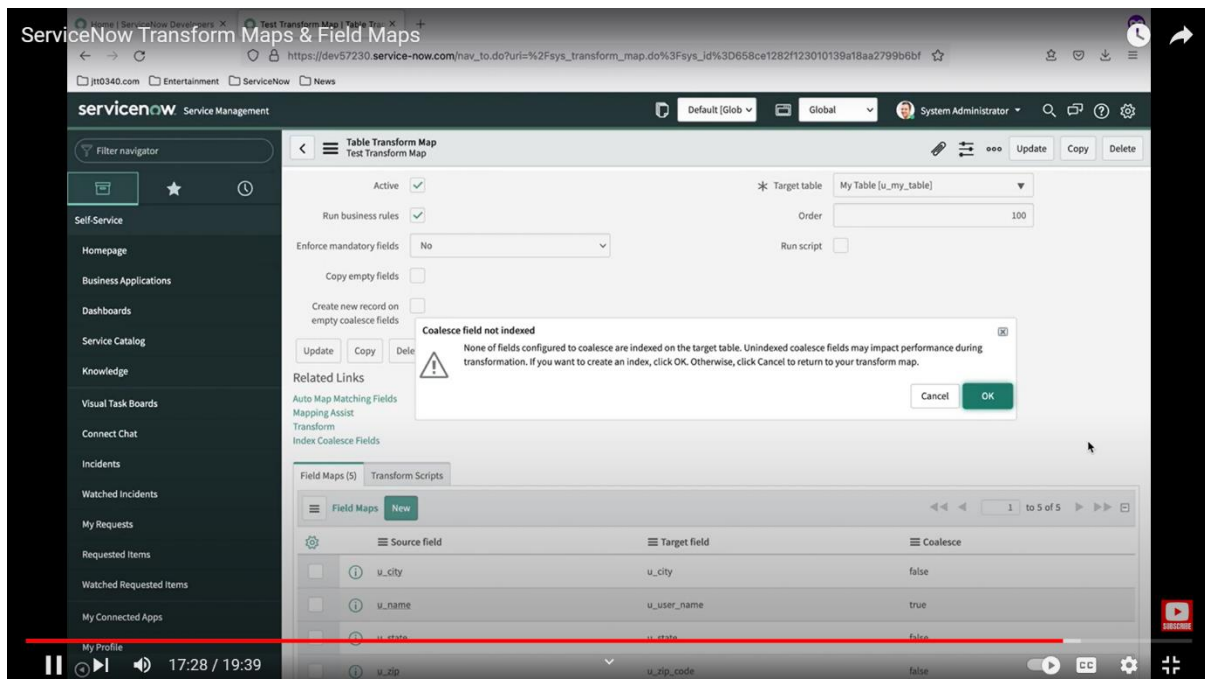 Home | ServiceNow Developers
Test Transform Map | Table Tra
ServiceNow Transform Maps & Field Maps
https://dev57230.service-now.com/nav_to.do?uri=%2Fsys_transform_map.do%3Fsys_id%3D658ce1282f123010139a18aa2799b6bf
jtt0340.com Entertainment ServiceNow News
servicenow Service Management
Default [Glob
Global
System Administrator
Filter navigator
Table Transform Map
Test Transform Map
Update Copy Delete
Self-Service
Homepage
Business Applications
Dashboards
Service Catalog
Knowledge
Visual Task Boards
Connect Chat
Incidents
Watched Incidents
My Requests
Requested Items
Watched Requested Items
My Connected Apps
My Profile
Active
Target table My Table [u_my_table]
Run business rules
Order 100
Enforce mandatory fields No
Run script
Copy empty fields
Create new record on
empty coalesce fields
Coalesce field not indexed
None of fields configured to coalesce are indexed on the target table. Unindexed coalesce fields may impact performance during
transformation. If you want to create an index, click OK. Otherwise, click Cancel to return to your transform map.
Cancel OK
Update Copy Dele
Related Links
Auto Map Matching Fields
Mapping Assist
Transform
Index Coalesce Fields
Field Maps (5) Transform Scripts
Field Maps New
1 to 5 of 5
Source field Target field Coalesce
u_city u_city false
u_name u_user_name true
u_state u_state false
u_zip u_zip_code false
SUBSCRIBE
17:28 / 19:39
CC